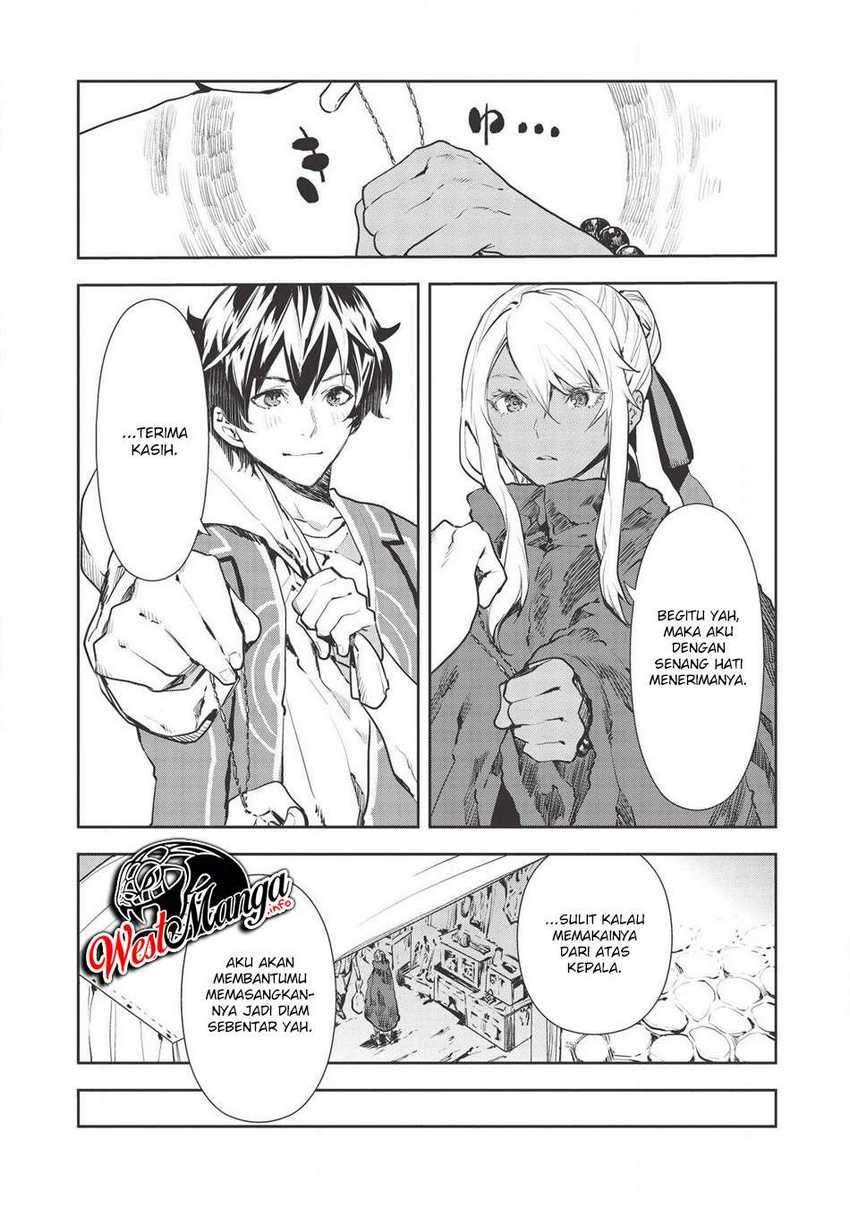 ゆ…
き
BEGITU YAH,
MAKA AKU
DENGAN
SENANG HATI
MENERIMANYA.
...TERIMA
KASIH.
...SULIT KALAU
MEMAKAINYA
DARI ATAS
KEPALA.
WestManga
.info
AKU AKAN
MEMBANTUMU
MEMASANGKAN-
NYA JADI DIAM
SEBENTAR YAH.